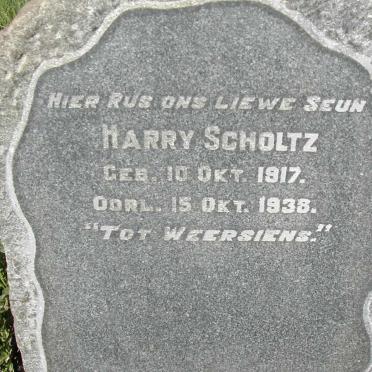 HIER RUS ONS LIEWE SEUN
HARRY SCHOLTZ
GEB. 10 OKT. 1917.
OORL. 15 OKT. 1938.
"TOT WEERSIENS."